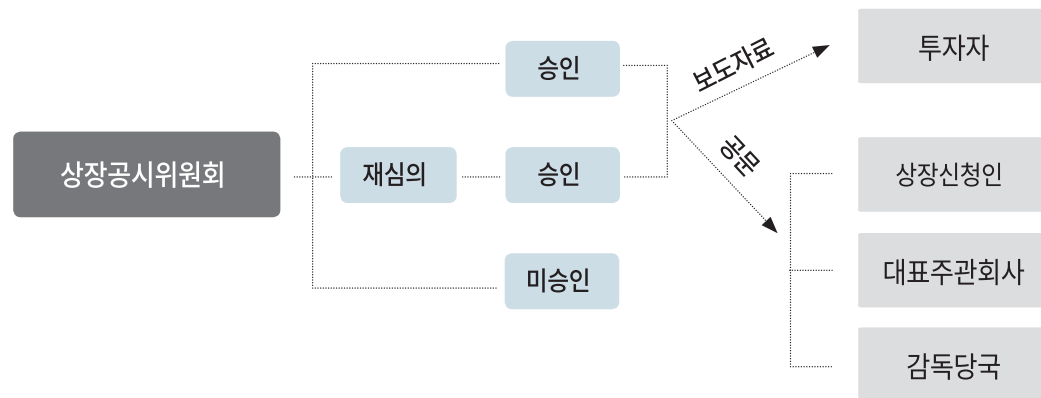 상장공시위원회
승인
재심의
승인
미승인
보도자료
공문
투자자
상장신청인
대표주관회사
감독당국